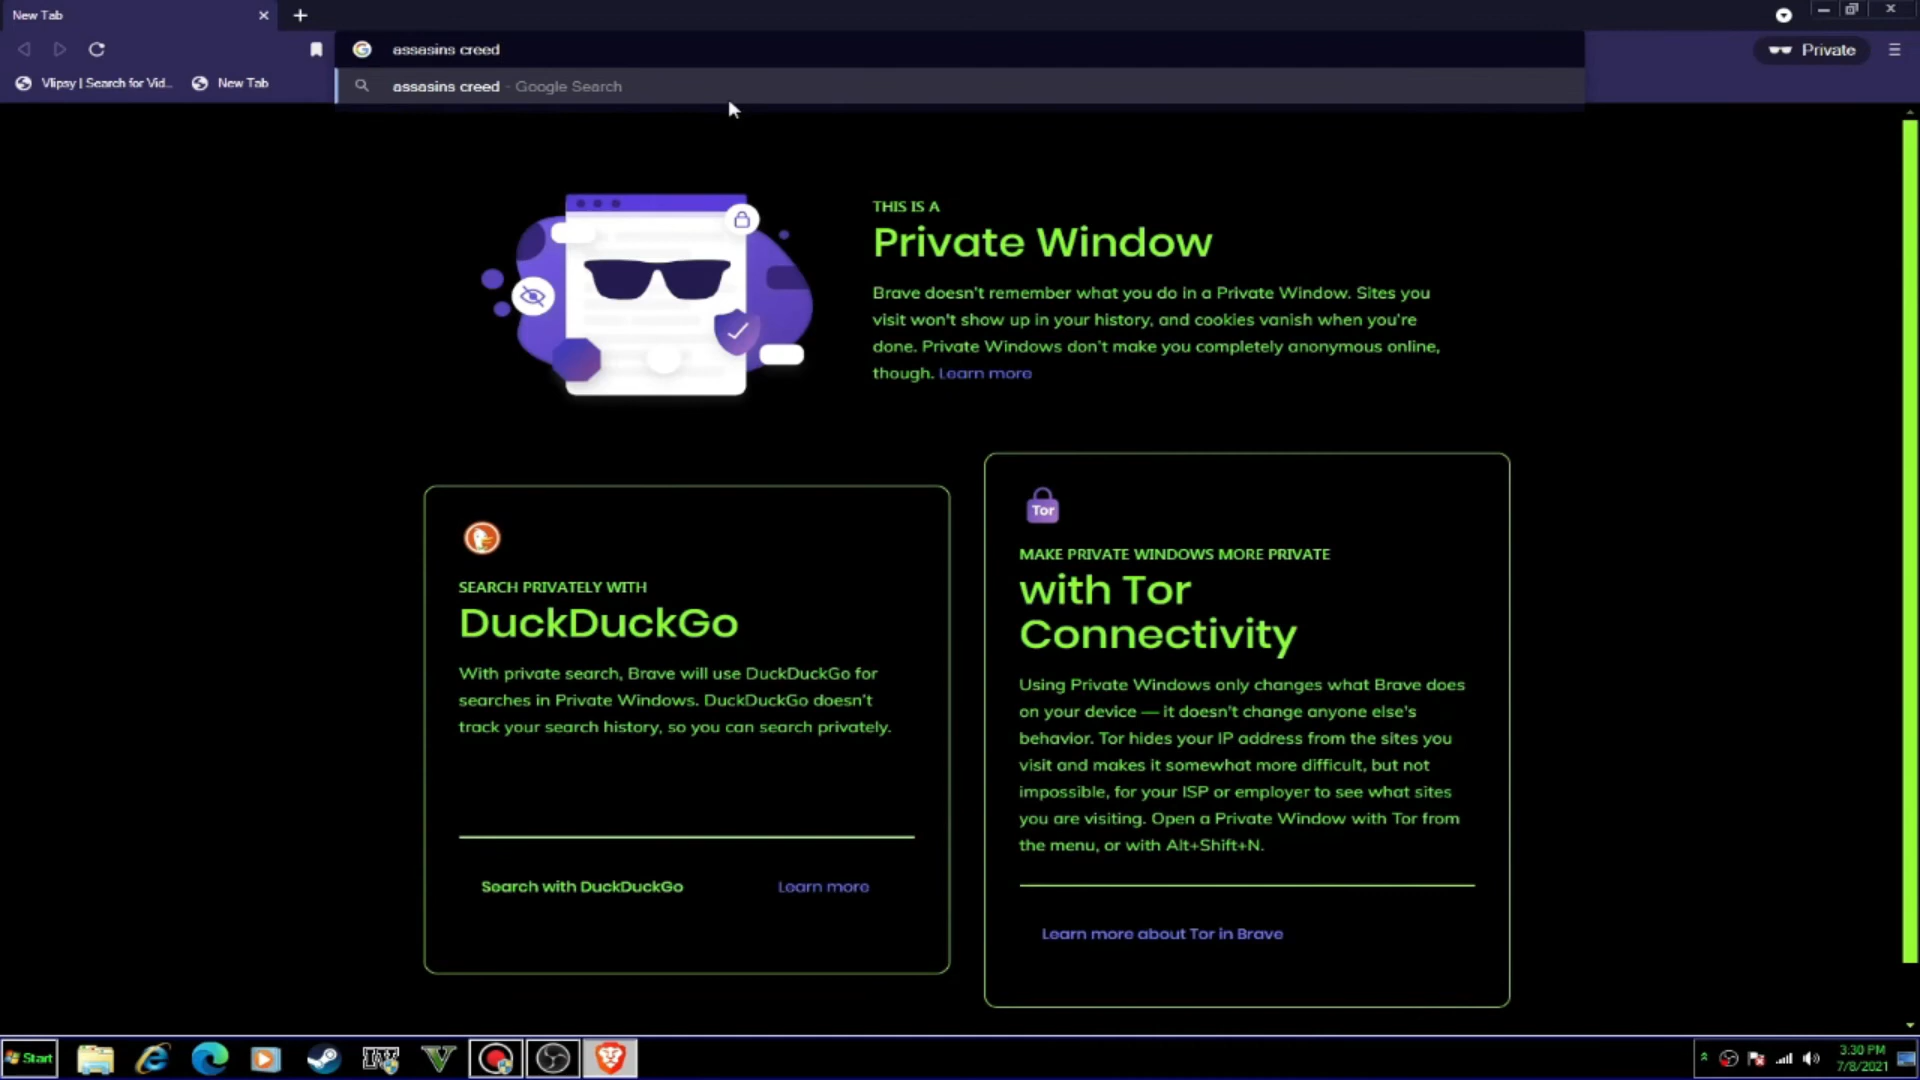 New Tab
assasins creed
Private
Vlipsy | Search for Vid...
New Tab
assasins creed - Google Search
THIS IS A
Private Window
Brave doesn't remember what you do in a Private Window. Sites you
visit won't show up in your history, and cookies vanish when you're
done. Private Windows don't make you completely anonymous online,
though. Learn more
SEARCH PRIVATELY WITH
DuckDuckGo
With private search, Brave will use DuckDuckGo for
searches in Private Windows. DuckDuckGo doesn't
track your search history, so you can search privately.
Search with DuckDuckGo
Learn more
Tor
MAKE PRIVATE WINDOWS MORE PRIVATE
with Tor
Connectivity
Using Private Windows only changes what Brave does
on your device — it doesn't change anyone else's
behavior. Tor hides your IP address from the sites you
visit and makes it somewhat more difficult, but not
impossible, for your ISP or employer to see what sites
you are visiting. Open a Private Window with Tor from
the menu, or with Alt+Shift+N.
Learn more about Tor in Brave
Start
IV
V
3:30 PM
7/8/2021